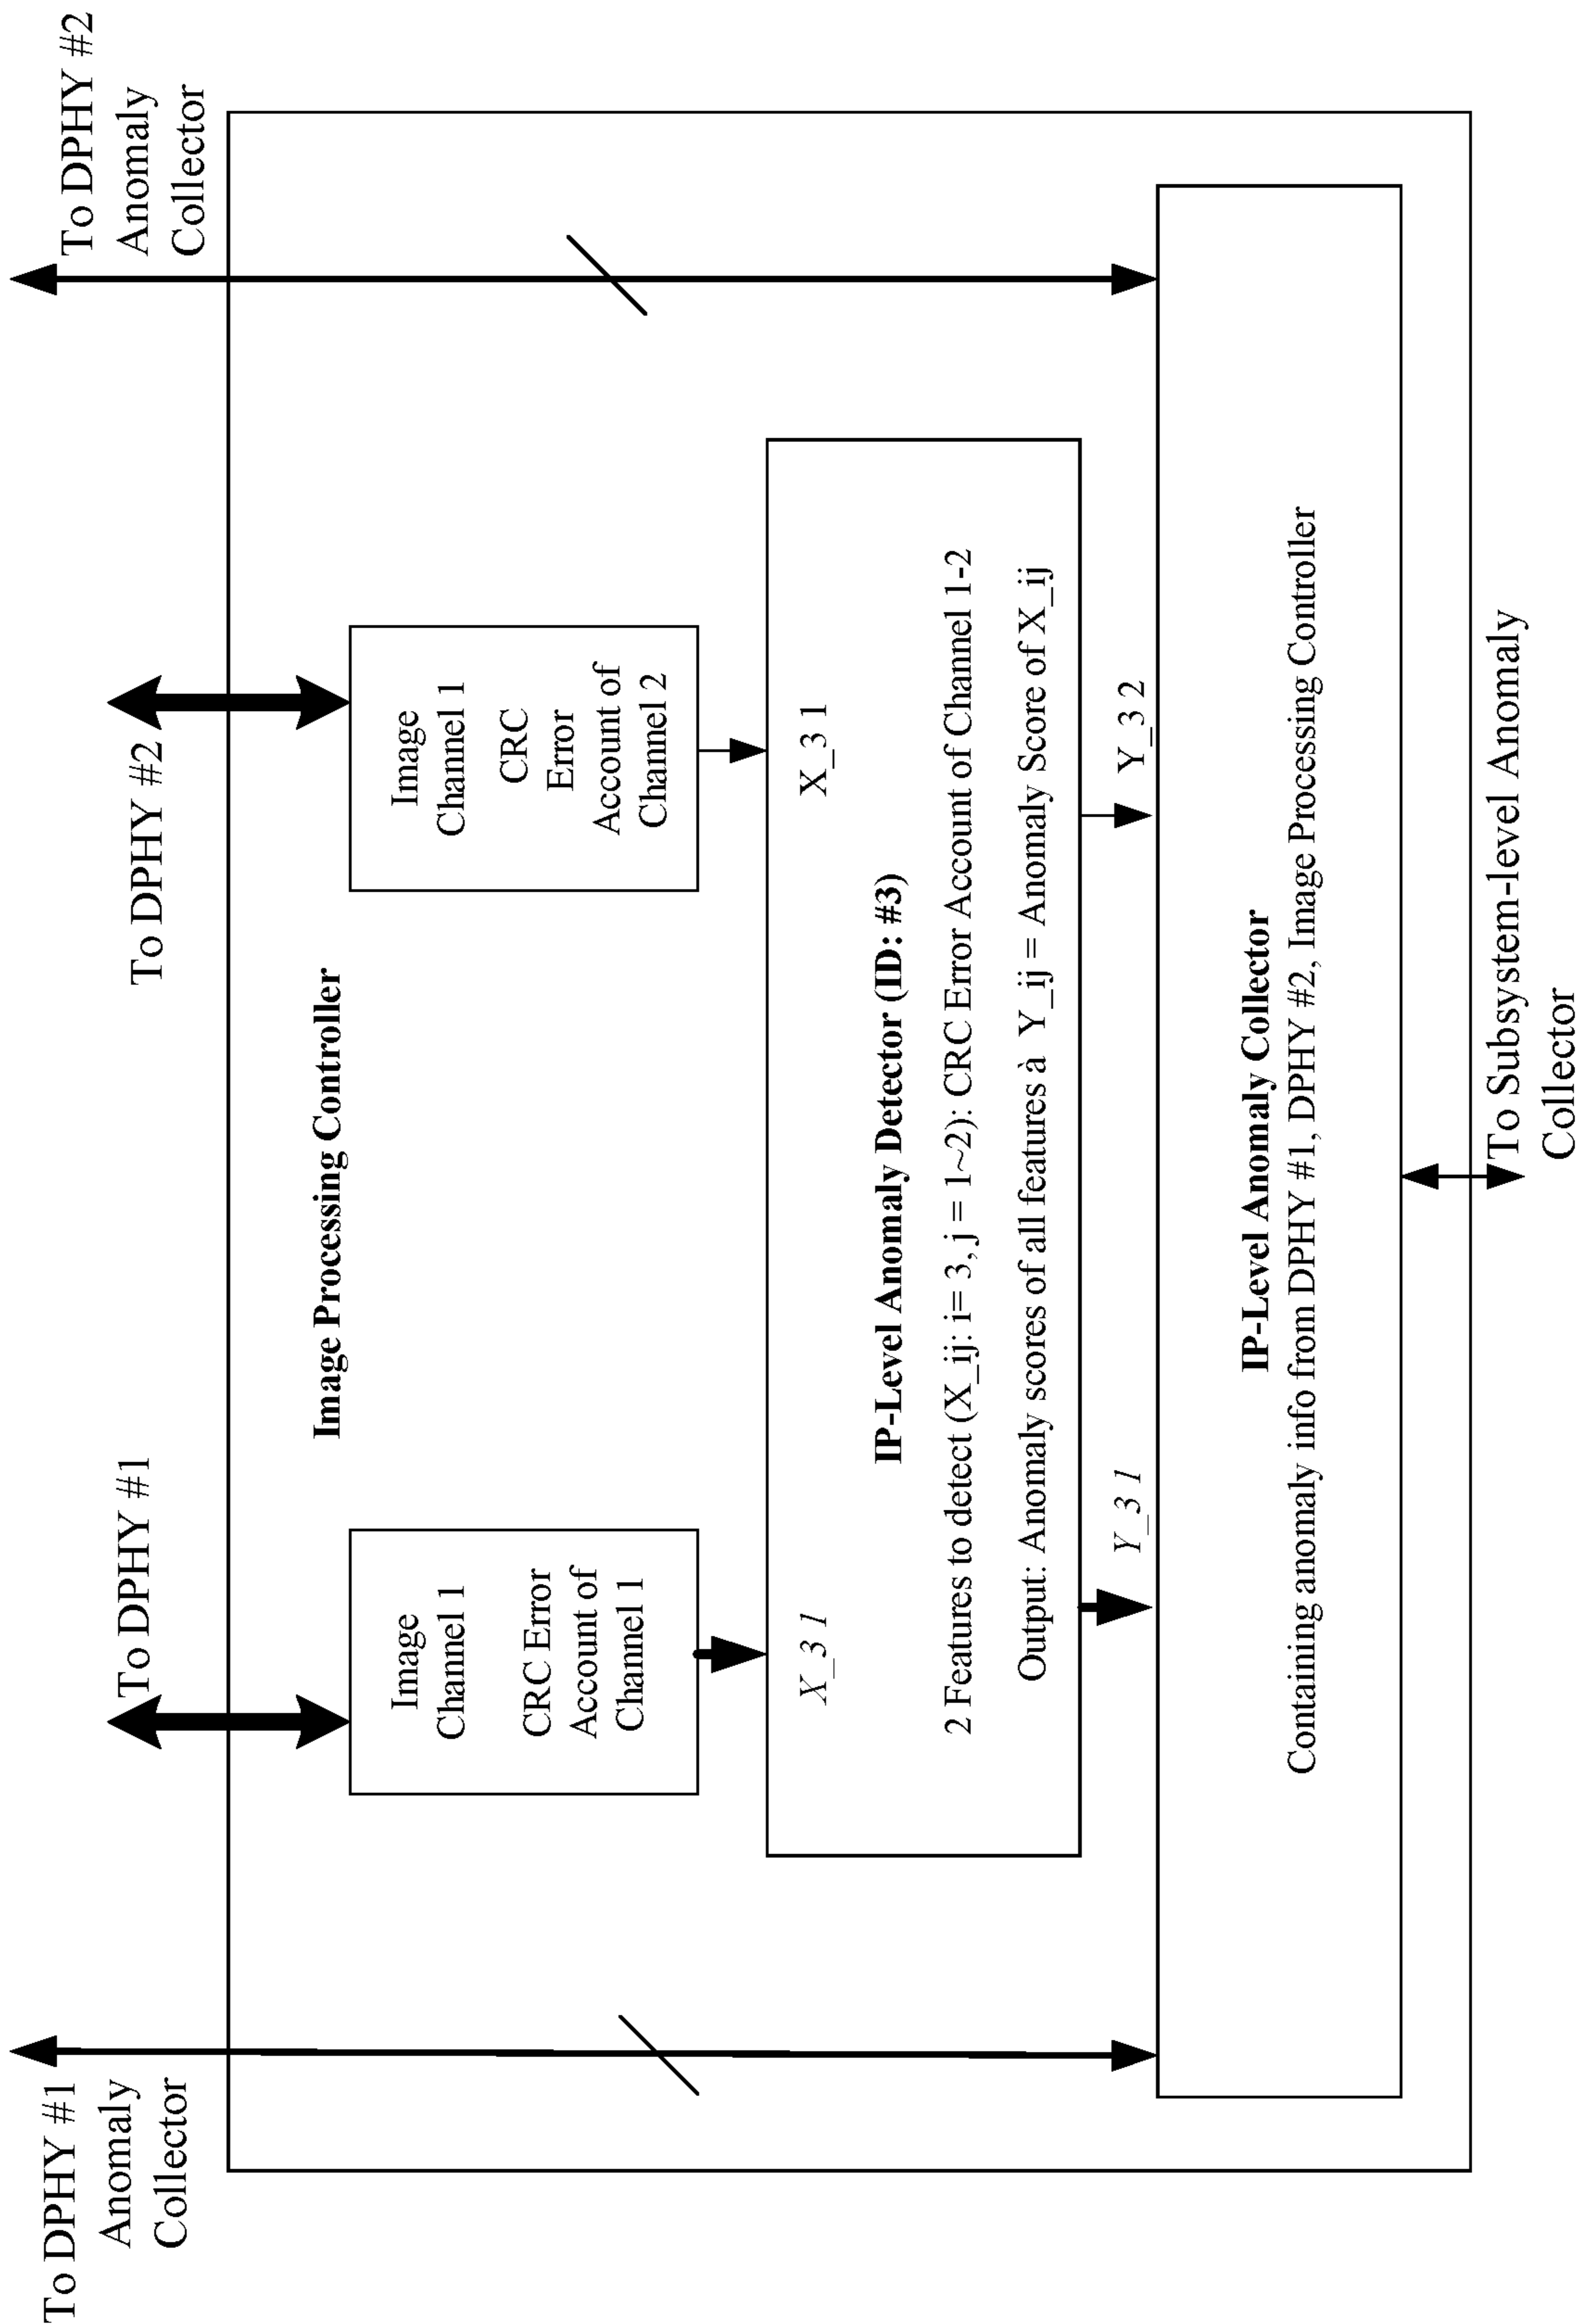 To DPHY #1
Anomaly
Collector
To DPHY #1
To DPHY #2
To DPHY #2
Anomaly
Collector
Image Processing Controller
Image
Channel 1
CRC Error
Account of
Channel 1
Image
Channel 1
CRC
Error
Account of
Channel 2
X_3 1
X_3 1
IP-Level Anomaly Detector (ID: #3)
2 Features to detect (X_ij: i= 3, j = 1~2): CRC Error Account of Channel 1-2
Output: Anomaly scores of all features à Y_ij = Anomaly Score of X_ij
Y_3 1
Y_3 2
IP-Level Anomaly Collector
Containing anomaly info from DPHY #1, DPHY #2, Image Processing Controller
To Subsystem-level Anomaly
Collector